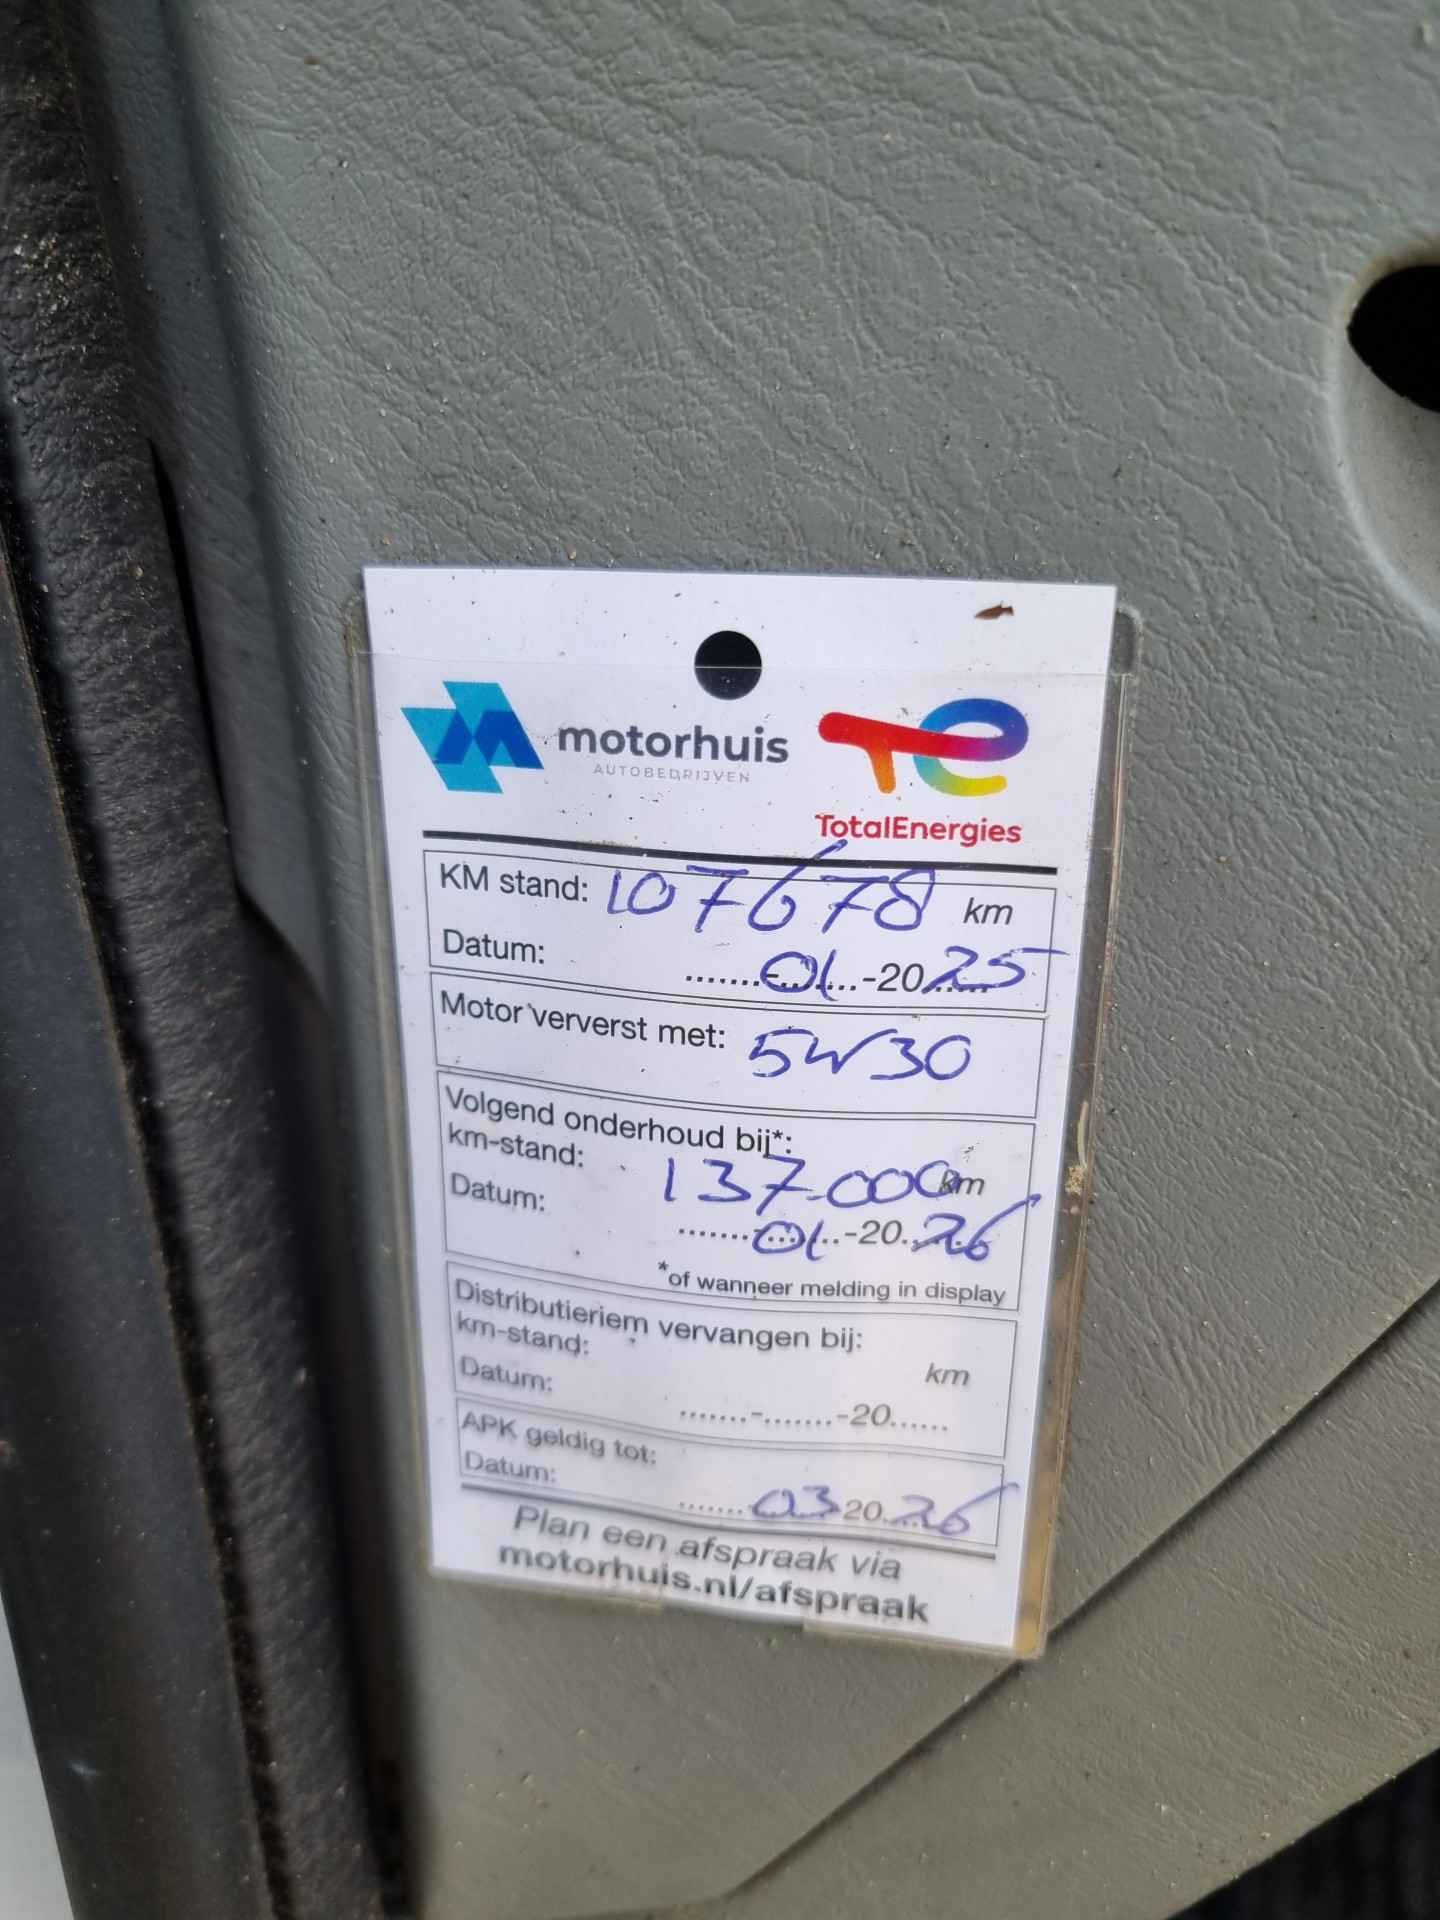 motorhuis
AUTOBEDRIJVEN
TotalEnergies
KM stand: 107678 km
Datum: .......-01...-2025
Motor ververst met: 5W30
Volgend onderhoud bij*:
km-stand: 137.000 km
Datum: .......-01..-20..26
*of wanneer melding in display
Distributieriem vervangen bij:
km-stand: km
Datum: .......-.......-20......
APK geldig tot:
Datum: .......03 20...26
Plan een afspraak via
motorhuis.nl/afspraak